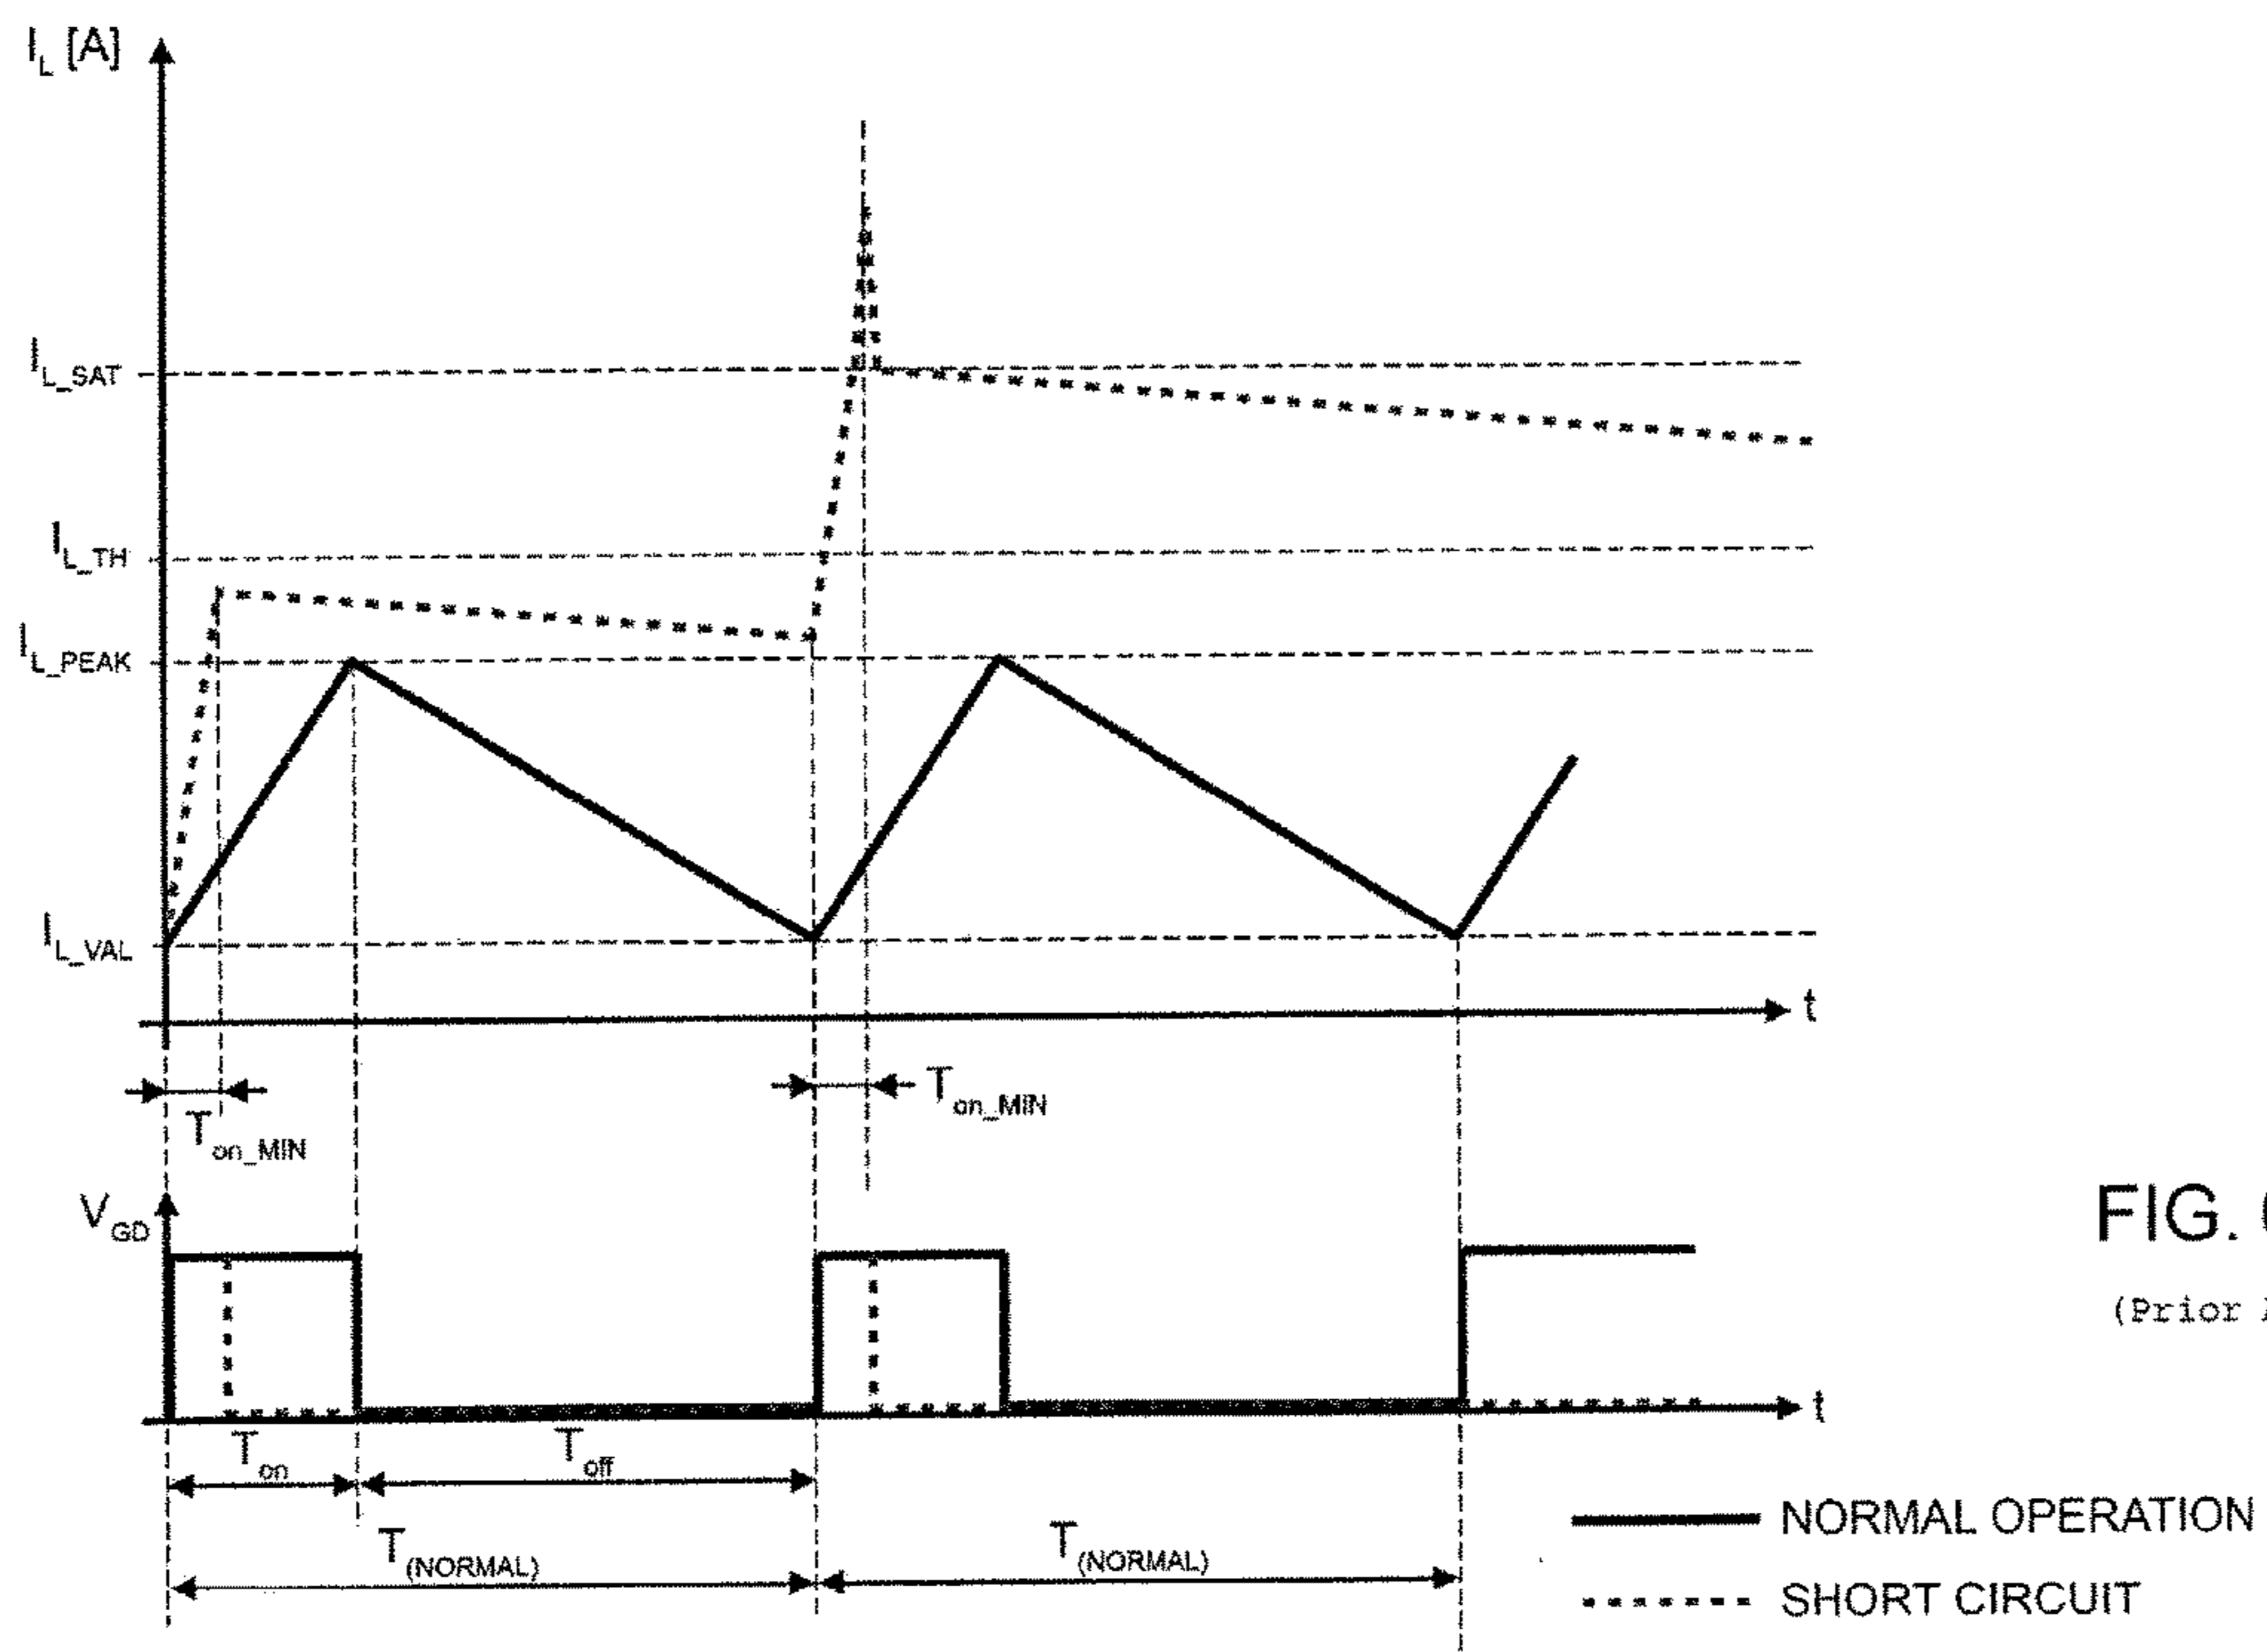 I_L [A]
I_L_SAT
I_L_TH
I_L_PEAK
I_L_VAL
t
T_on_MIN
T_on_MIN
V_GD
FIG.
(Prior
t
T_on
T_off
T_(NORMAL)
T_(NORMAL)
NORMAL OPERATION
SHORT CIRCUIT